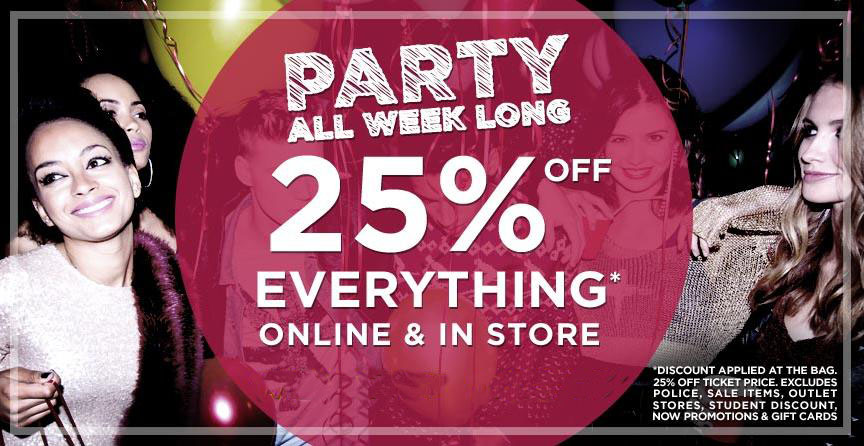 PARTY
ALL WEEK LONG
25% OFF
EVERYTHING*
ONLINE & IN STORE
*DISCOUNT APPLIED AT THE BAG.
25% OFF TICKET PRICE. EXCLUDES
POLICE, SALE ITEMS, OUTLET
STORES, STUDENT DISCOUNT,
NOW PROMOTIONS & GIFT CARDS